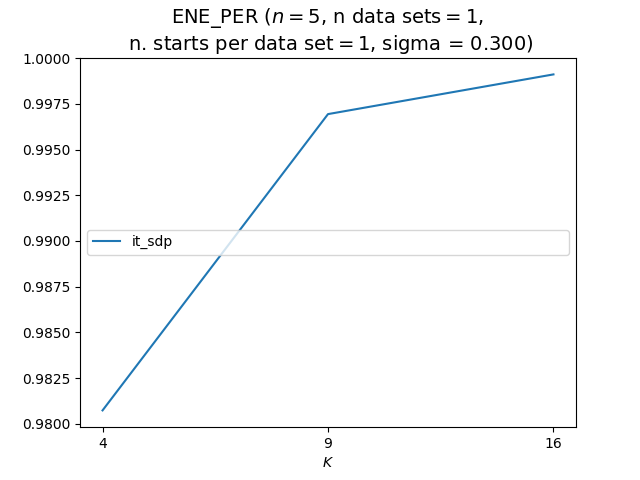 ENE_PER (n = 5, n data sets = 1,
n. starts per data set = 1, sigma = 0.300)
1.0000
0.9975
0.9950
0.9925
0.9900
0.9875
0.9850
0.9825
0.9800
it_sdp
4 9 16
K